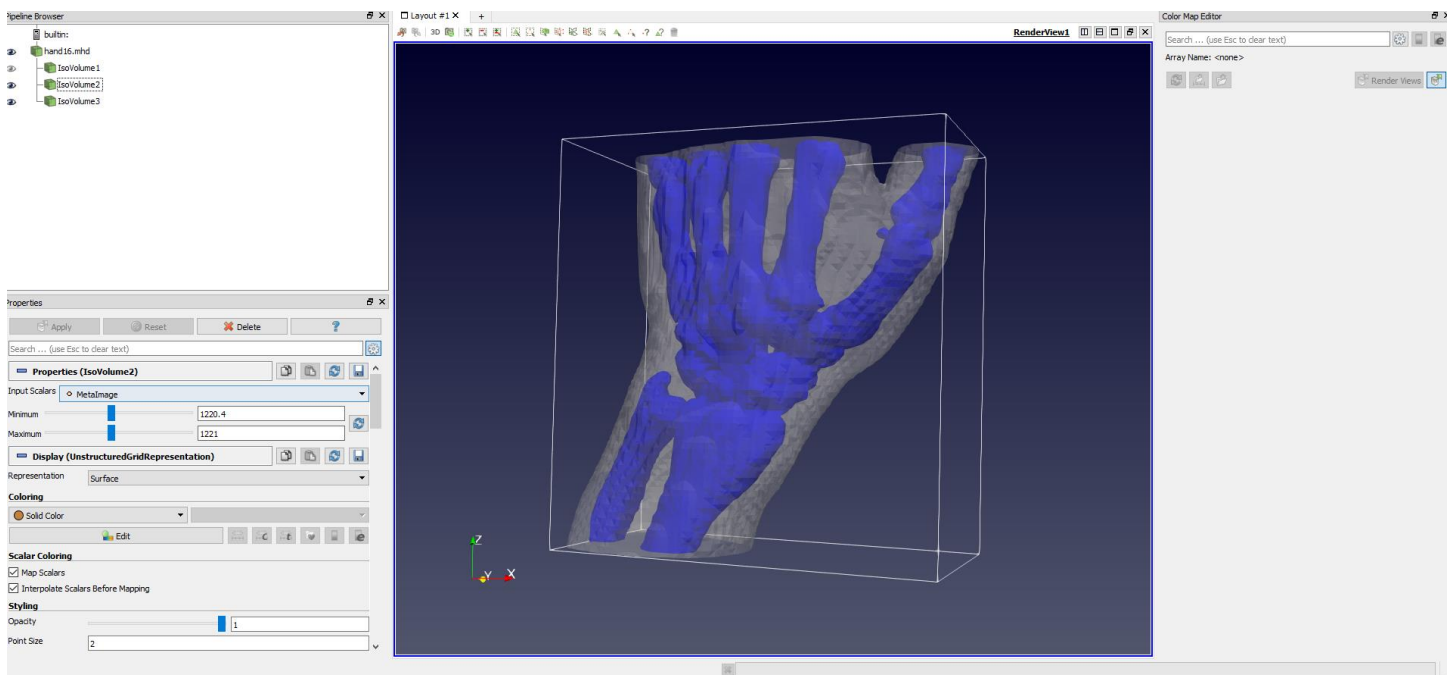 Pipeline Browser
builtin:
hand16.mhd
IsoVolume1
IsoVolume2
IsoVolume3
Properties
Apply Reset Delete ?
Search ... (use Esc to clear text)
Properties (IsoVolume2)
Input Scalars MetaImage
Minimum 1220.4
Maximum 1221
Display (UnstructuredGridRepresentation)
Representation Surface
Coloring
Solid Color
Edit
Scalar Coloring
Map Scalars
Interpolate Scalars Before Mapping
Styling
Opacity 1
Point Size 2
Layout #1 X +
3D RenderView1
Z
Y X
Color Map Editor
Search ... (use Esc to clear text)
Array Name: <none>
Render Views